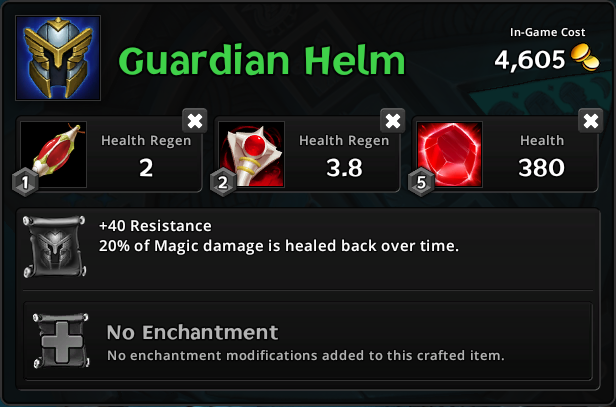 Guardian Helm
In-Game Cost
4,605
Health Regen
2
1
Health Regen
3.8
2
Health
380
5
+40 Resistance
20% of Magic damage is healed back over time.
No Enchantment
No enchantment modifications added to this crafted item.